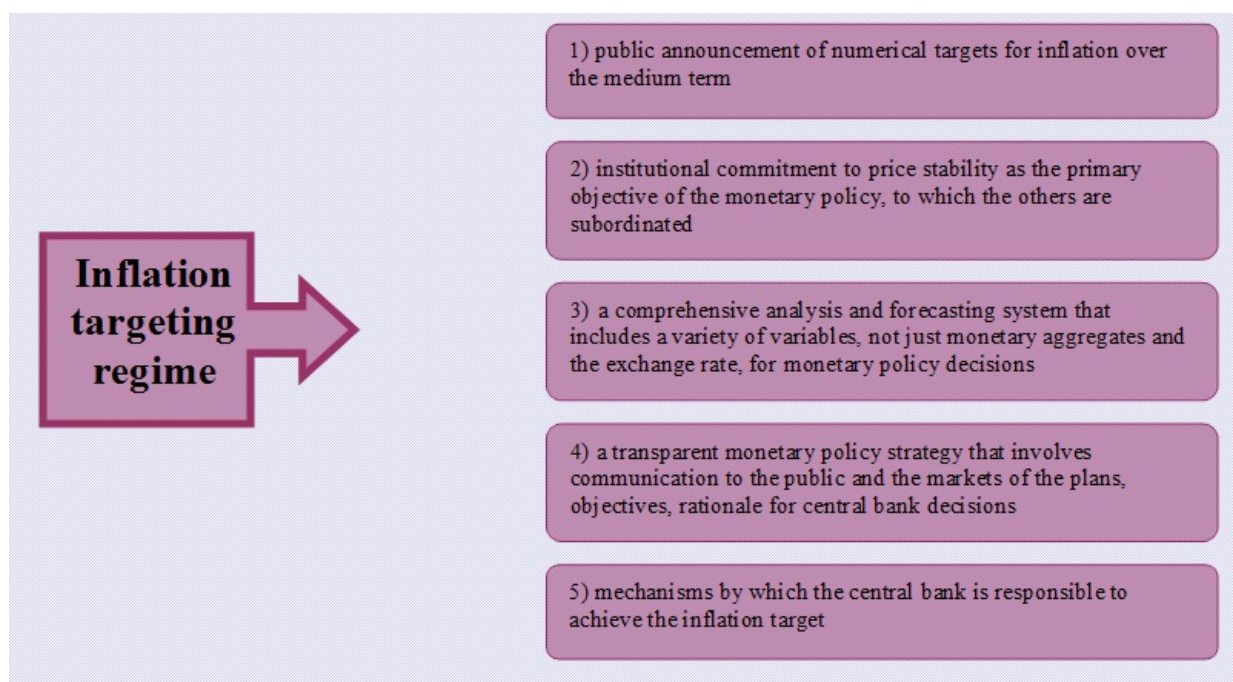 Inflation
targeting
regime
1) public announcement of numerical targets for inflation over
the medium term
2) institutional commitment to price stability as the primary
objective of the monetary policy, to which the others are
subordinated
3) a comprehensive analysis and forecasting system that
includes a variety of variables, not just monetary aggregates and
the exchange rate, for monetary policy decisions
4) a transparent monetary policy strategy that involves
communication to the public and the markets of the plans,
objectives, rationale for central bank decisions
5) mechanisms by which the central bank is responsible to
achieve the inflation target